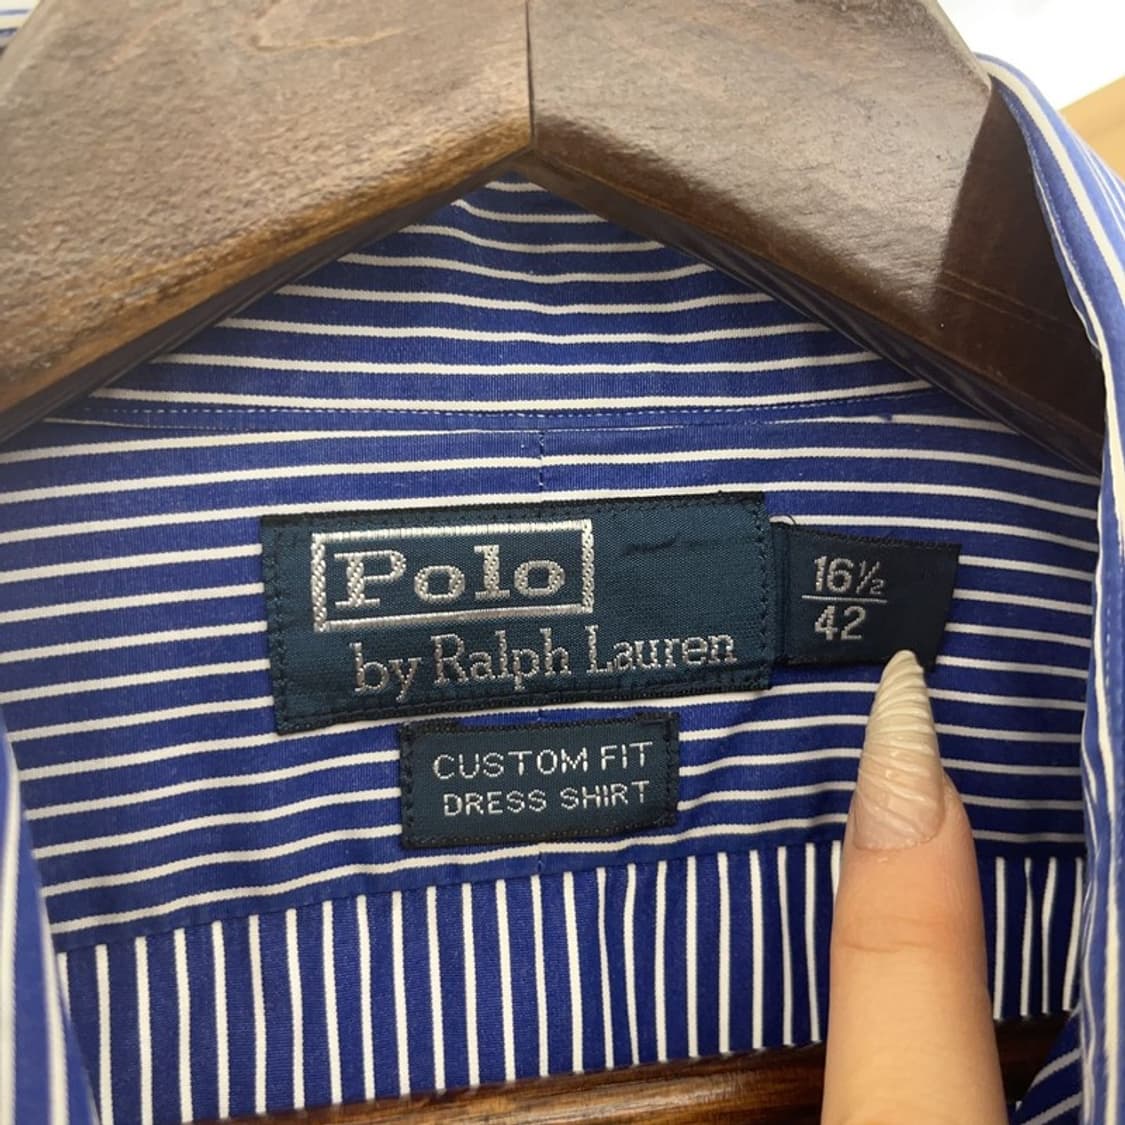 Polo
by Ralph Lauren
16½
42
CUSTOM FIT
DRESS SHIRT